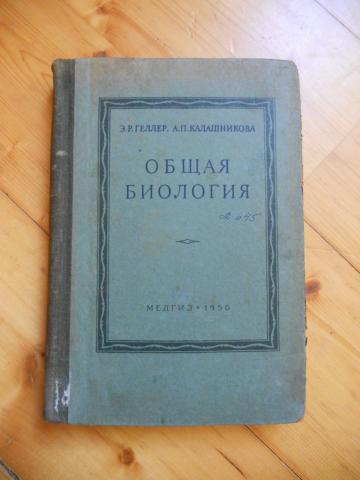 Э.Р.ГЕЛЛЕР, А.П.КАЛАШНИКОВА
ОБЩАЯ
БИОЛОГИЯ
МЕДГИЗ • 1956